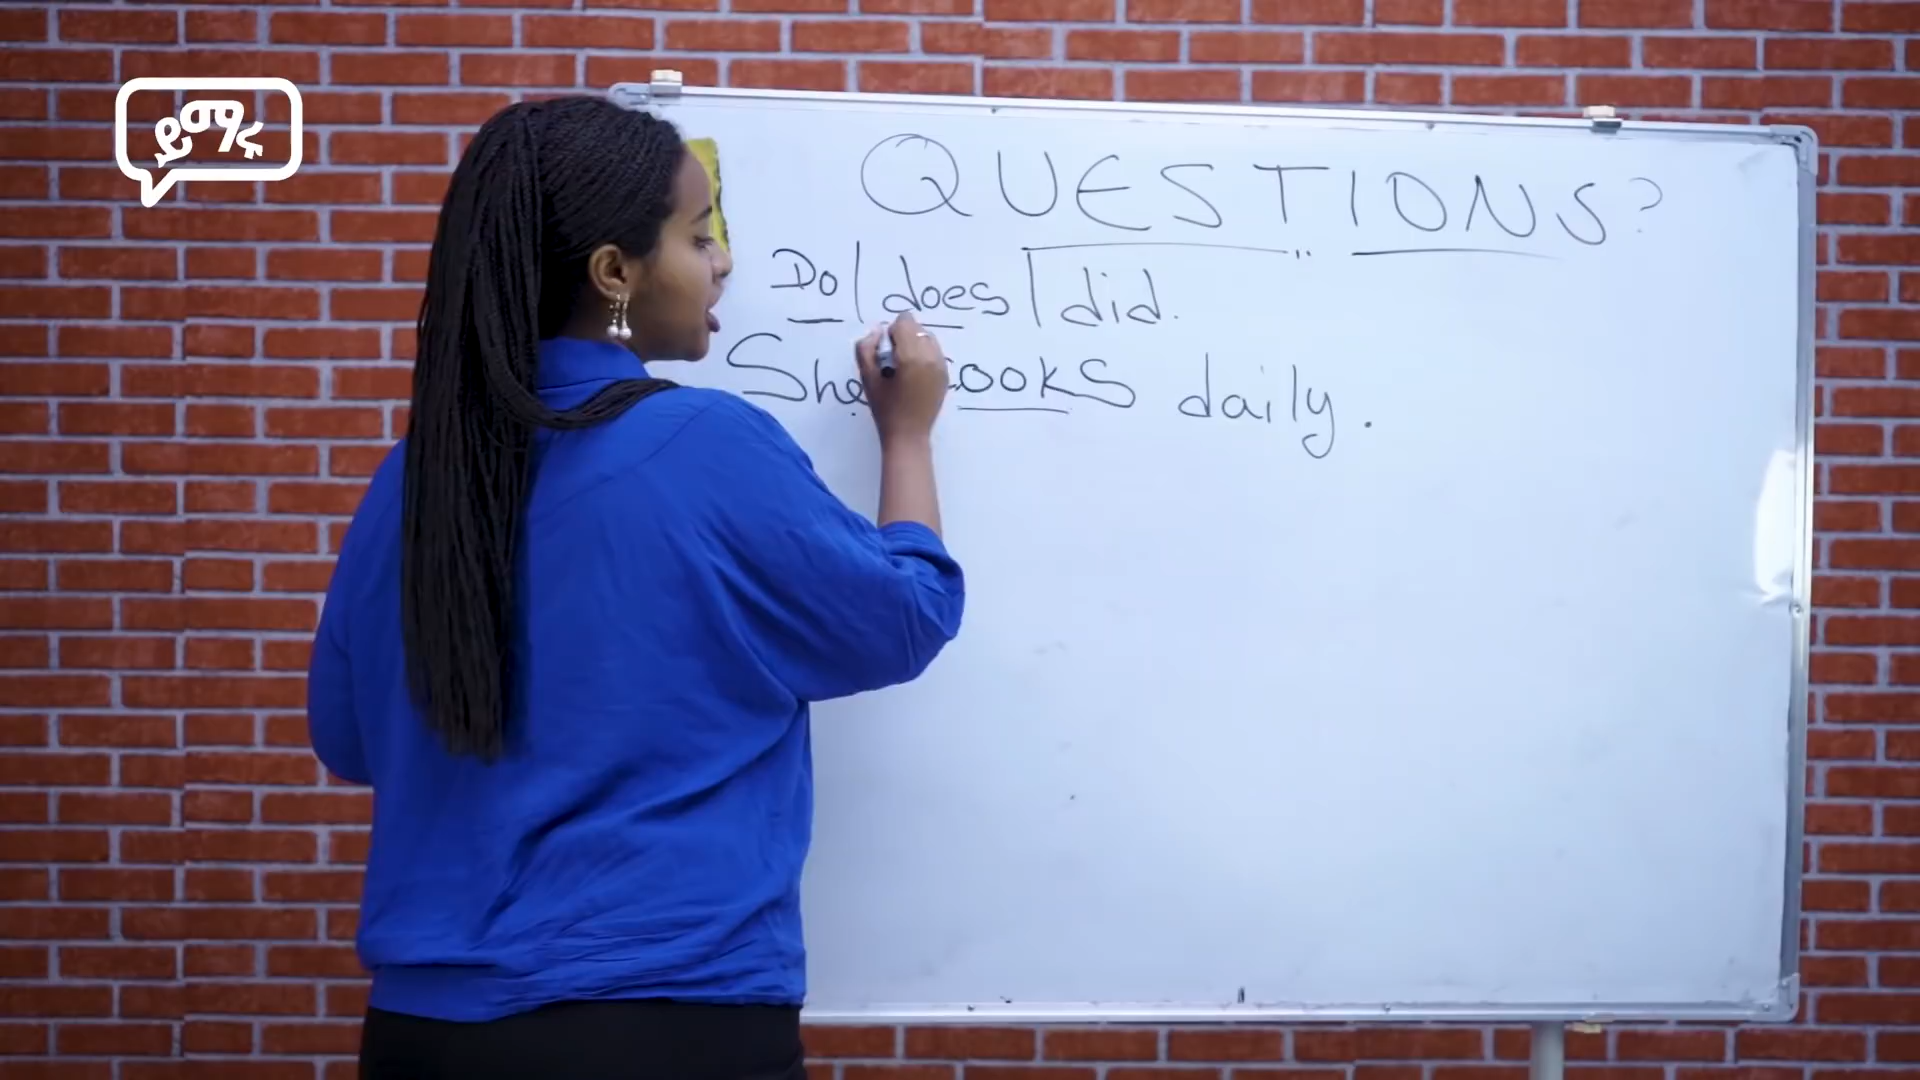 ይማሩ
QUESTIONS?
Do | does | did.
She cooks daily.